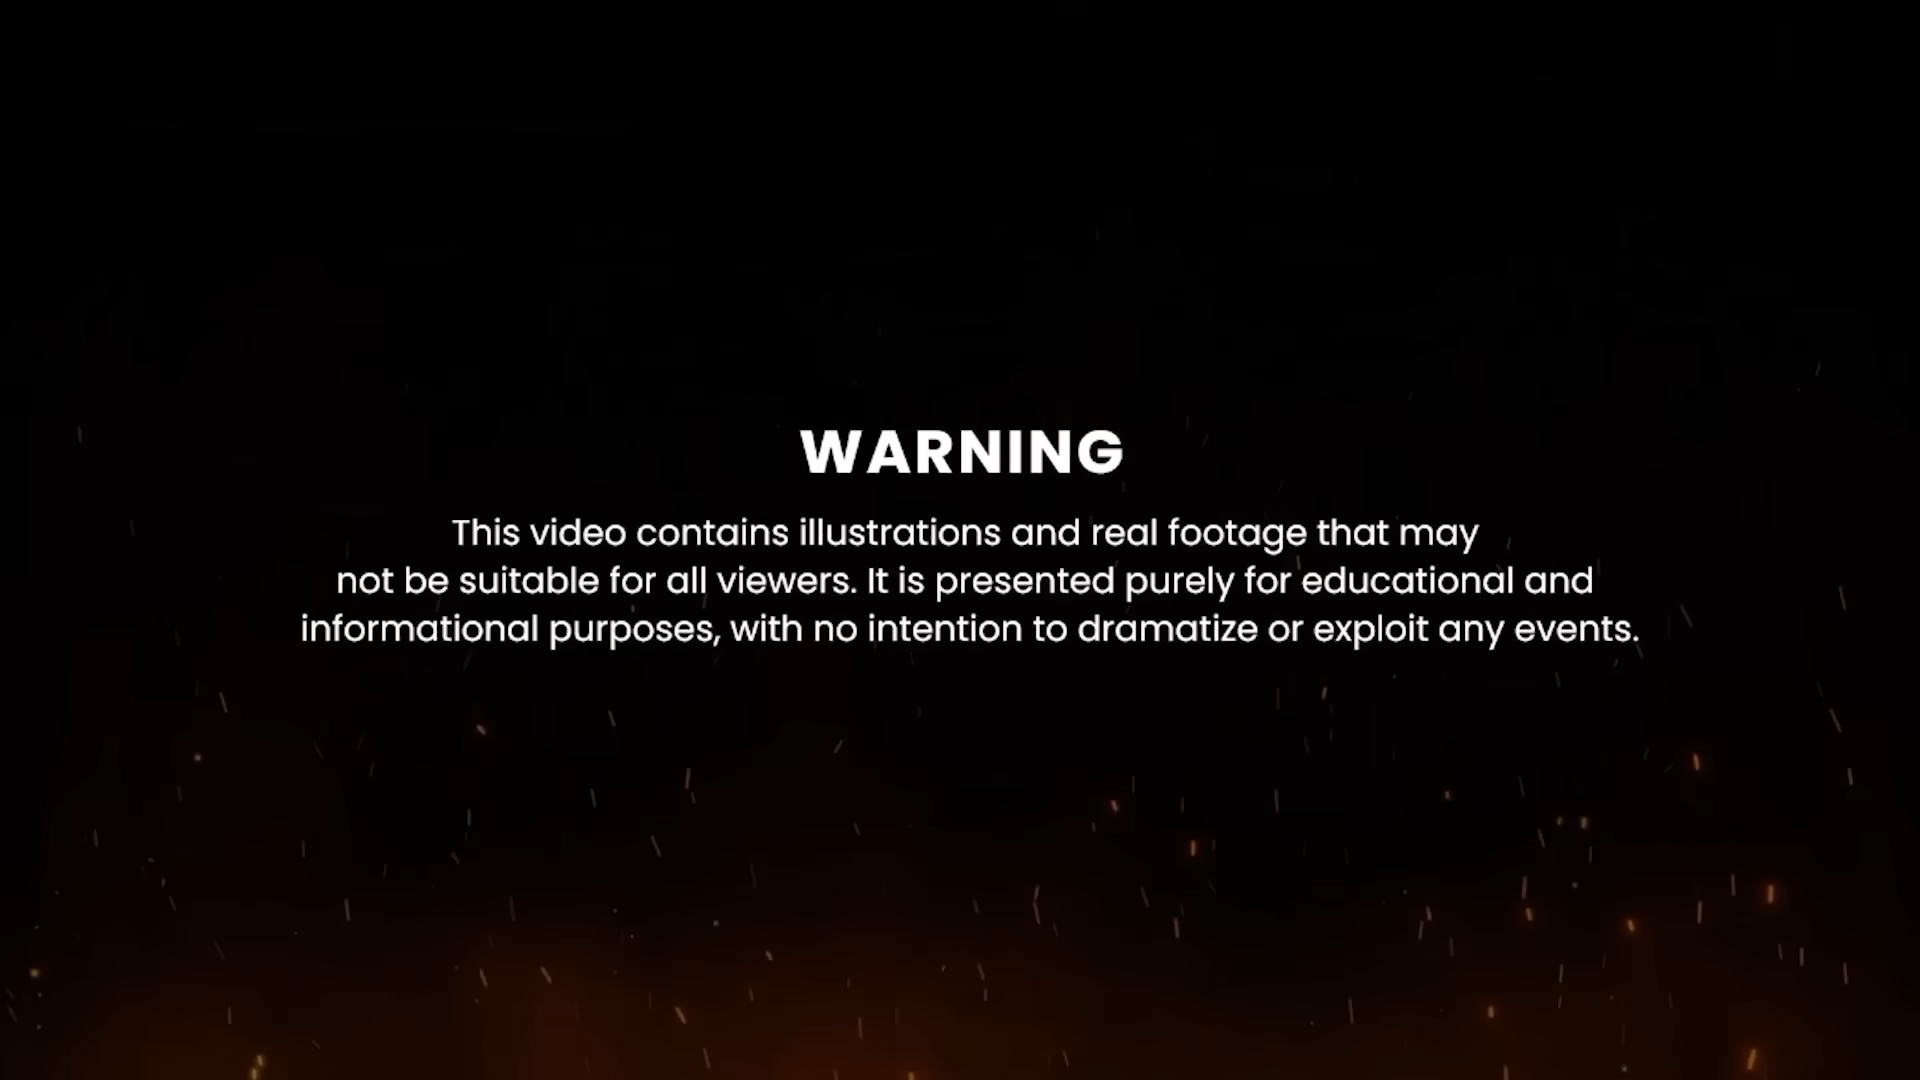 WARNING
This video contains illustrations and real footage that may
not be suitable for all viewers. It is presented purely for educational and
informational purposes, with no intention to dramatize or exploit any events.